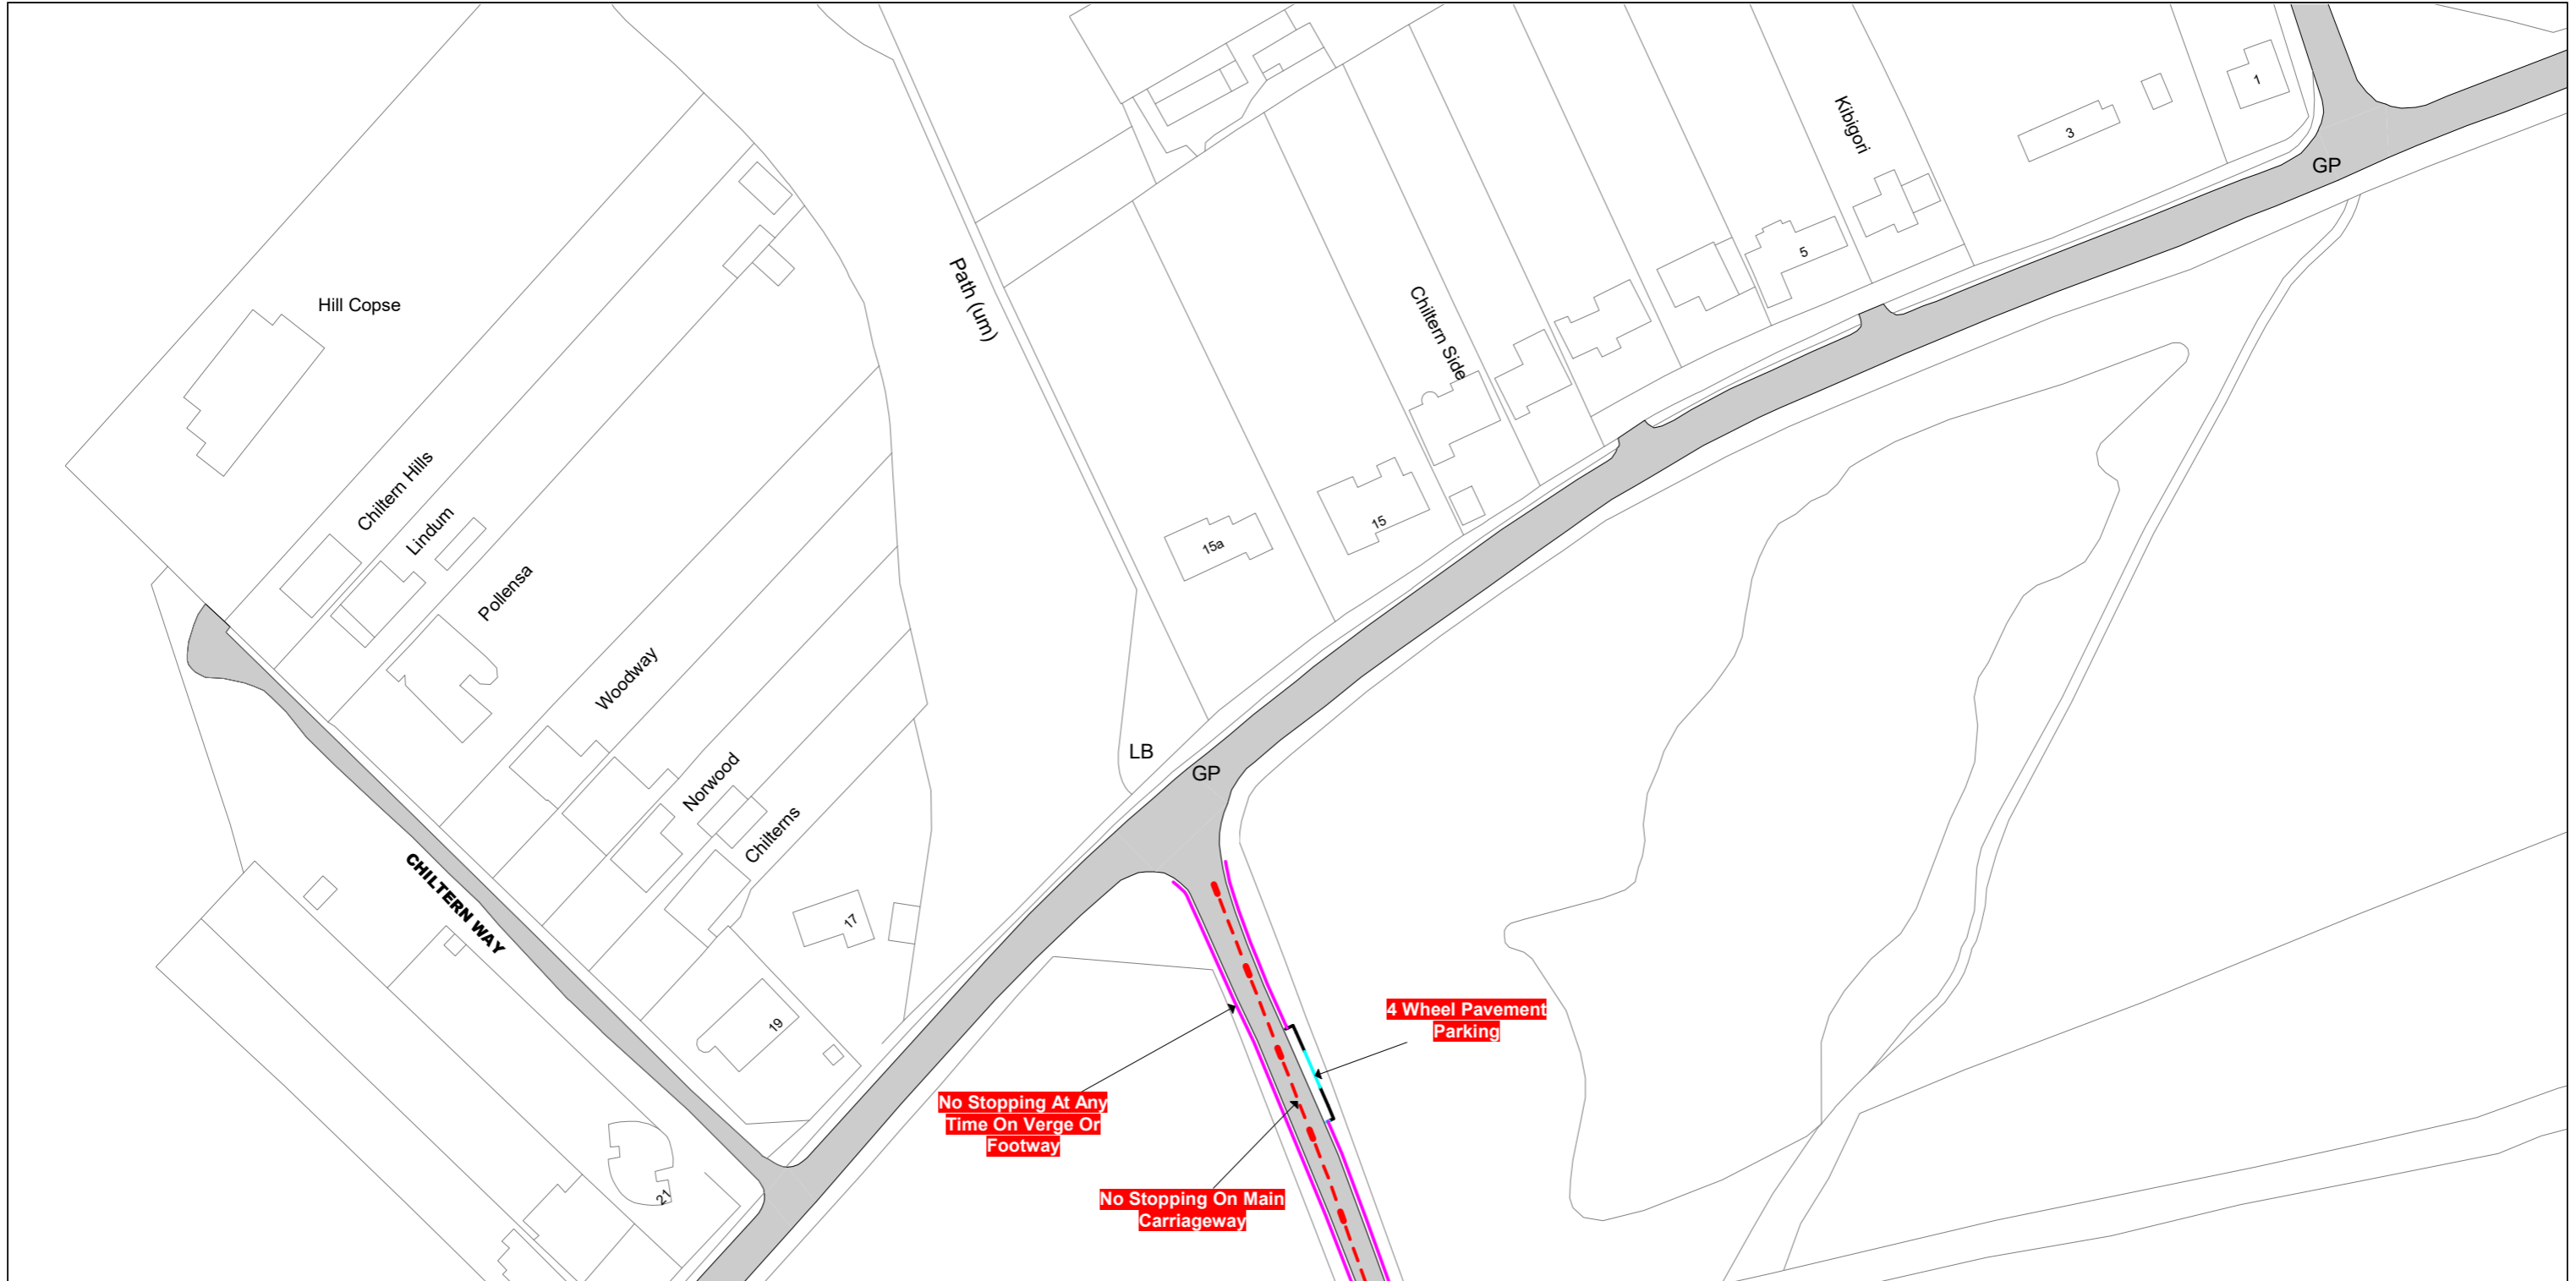 1
3
GP
Kibigori
5
Path (um)
Hill Copse
Chiltern Side
Chiltern Hills
Lindum
15
15a
Pollensa
Woodway
LB
GP
Norwood
Chilterns
CHILTERN WAY
17
19
4 Wheel Pavement
Parking
No Stopping At Any
Time On Verge Or
Footway
21
No Stopping On Main
Carriageway